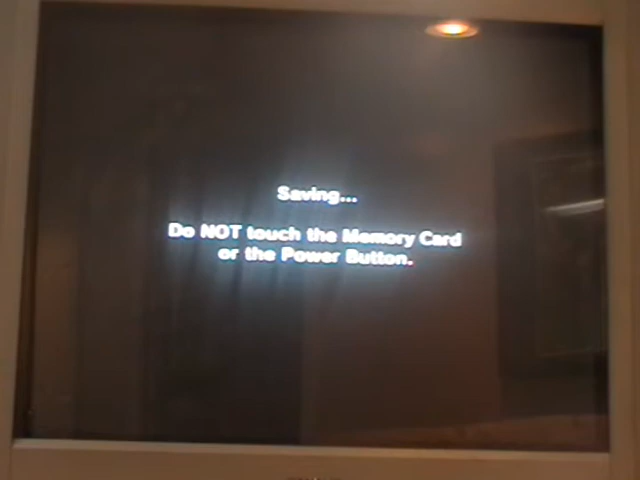 Saving...
Do NOT touch the Memory Card
or the Power Button.